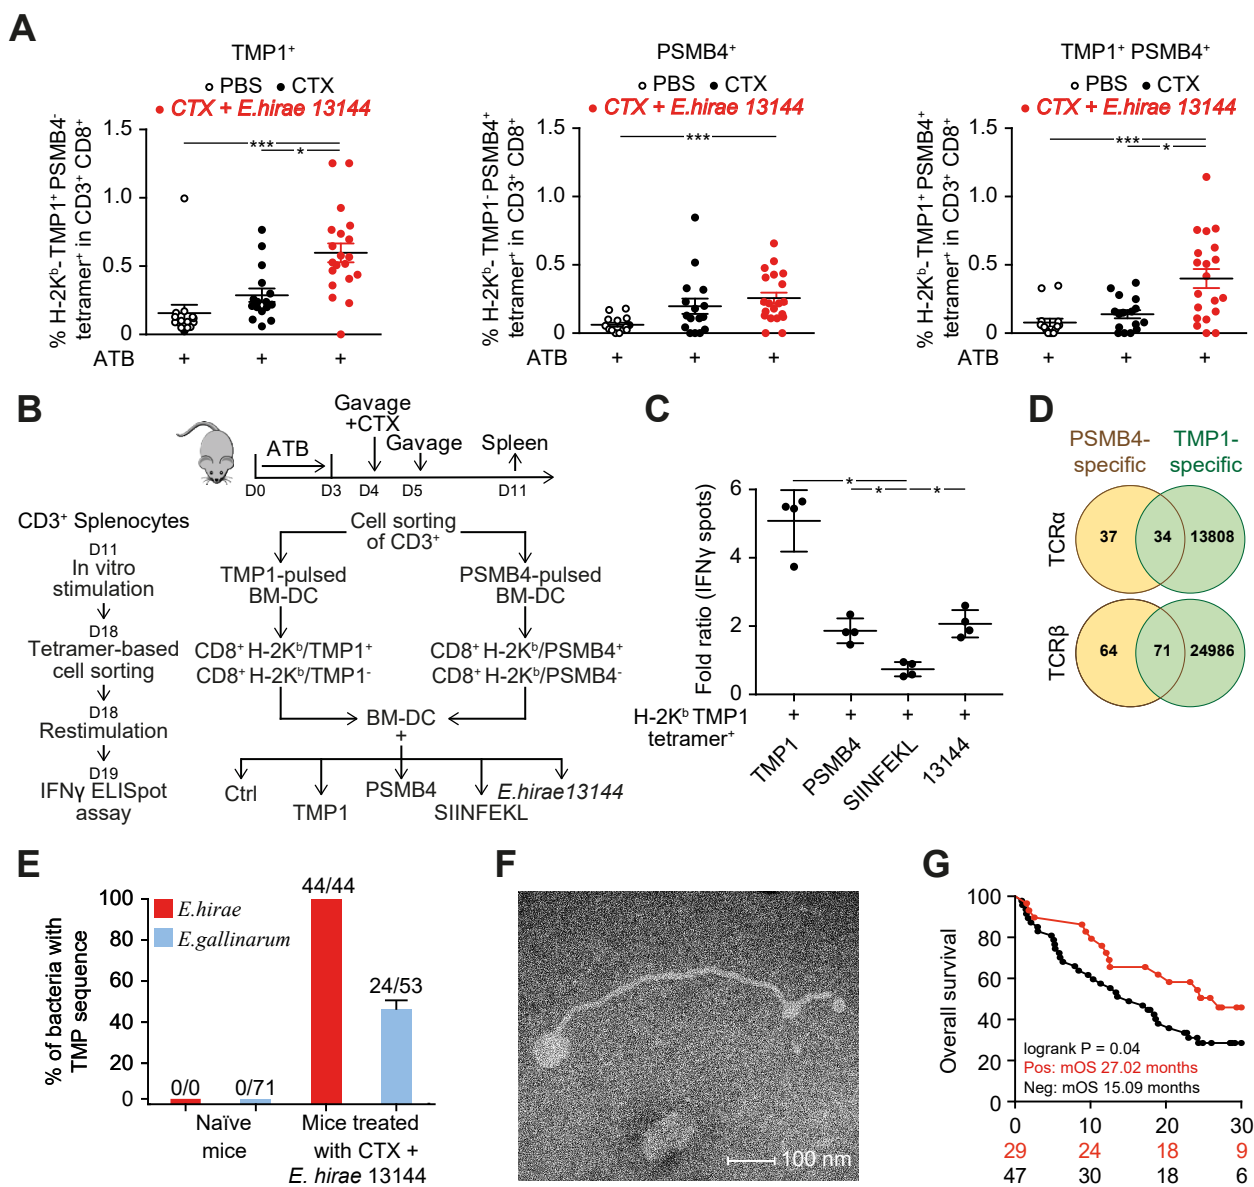 A
TMP1⁺
PBS CTX
CTX + E.hirae 13144
% H-2Kᵇ- TMP1⁺ PSMB4⁻
tetramer⁺ in CD3⁺ CD8⁺
1.5
1.0
0.5
0
***
*
ATB + + +
PSMB4⁺
PBS CTX
CTX + E.hirae 13144
% H-2Kᵇ- TMP1⁻ PSMB4⁺
tetramer⁺ in CD3⁺ CD8⁺
1.5
1.0
0.5
0
***
ATB + + +
TMP1⁺ PSMB4⁺
PBS CTX
CTX + E.hirae 13144
% H-2Kᵇ- TMP1⁺ PSMB4⁺
tetramer⁺ in CD3⁺ CD8⁺
1.5
1.0
0.5
0
***
*
ATB + + +
B
Gavage
+CTX
ATB
Gavage
Spleen
D0 D3 D4 D5 D11
CD3⁺ Splenocytes
D11
In vitro
stimulation
D18
Tetramer-based
cell sorting
D18
Restimulation
D19
IFNγ ELISpot
assay
Cell sorting
of CD3⁺
TMP1-pulsed
BM-DC
PSMB4-pulsed
BM-DC
CD8⁺ H-2Kᵇ/TMP1⁺
CD8⁺ H-2Kᵇ/TMP1⁻
CD8⁺ H-2Kᵇ/PSMB4⁺
CD8⁺ H-2Kᵇ/PSMB4⁻
BM-DC
+
Ctrl
TMP1
PSMB4
SIINFEKL
E.hirae13144
C
Fold ratio (IFNγ spots)
6
4
2
0
*
* *
H-2Kᵇ TMP1
tetramer⁺
+ + + +
TMP1
PSMB4
SIINFEKL
13144
D
PSMB4-
specific
TMP1-
specific
TCRα
37 34 13808
TCRβ
64 71 24986
E
% of bacteria with
TMP sequence
100
80
60
40
20
0
E.hirae
E.gallinarum
0/0
0/71
44/44
24/53
Naïve
mice
Mice treated
with CTX +
E. hirae 13144
F
100 nm
G
Overall survival
100
80
60
40
20
0
logrank P = 0.04
Pos: mOS 27.02 months
Neg: mOS 15.09 months
0 10 20 30
29 24 18 9
47 30 18 6